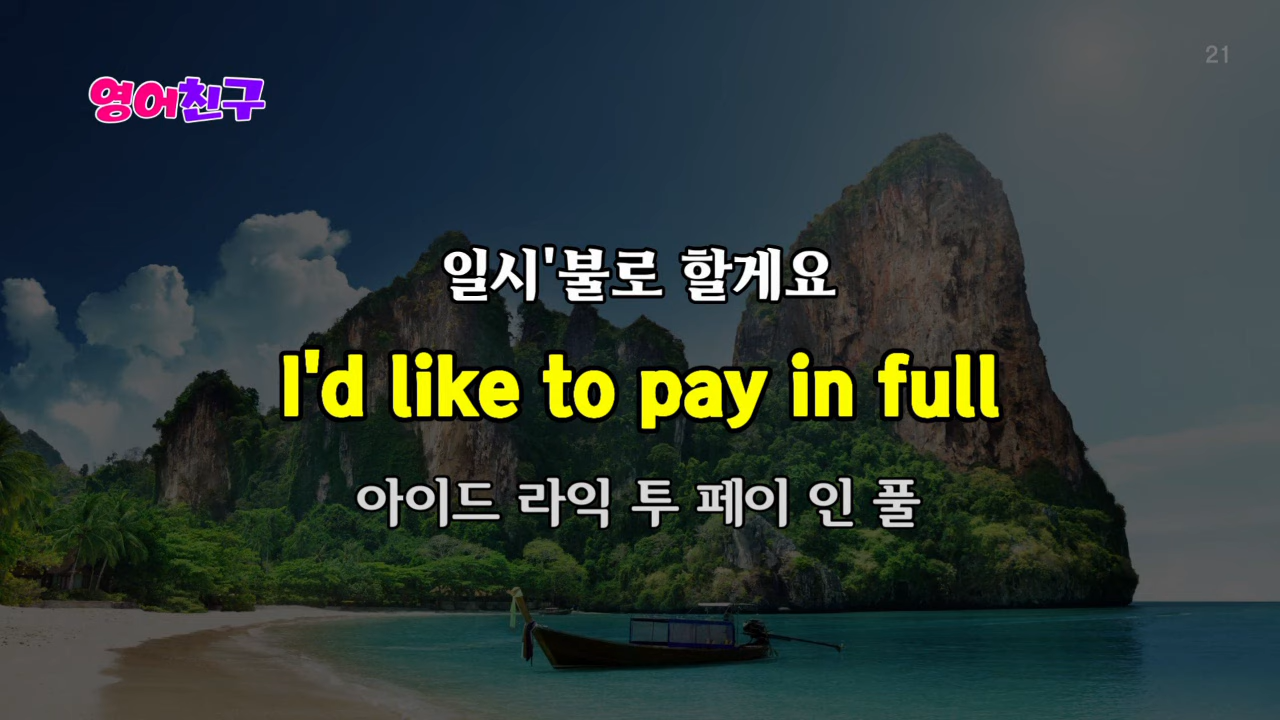 21
영어친구
일시'불로 할게요
I'd like to pay in full
아이드 라익 투 페이 인 풀